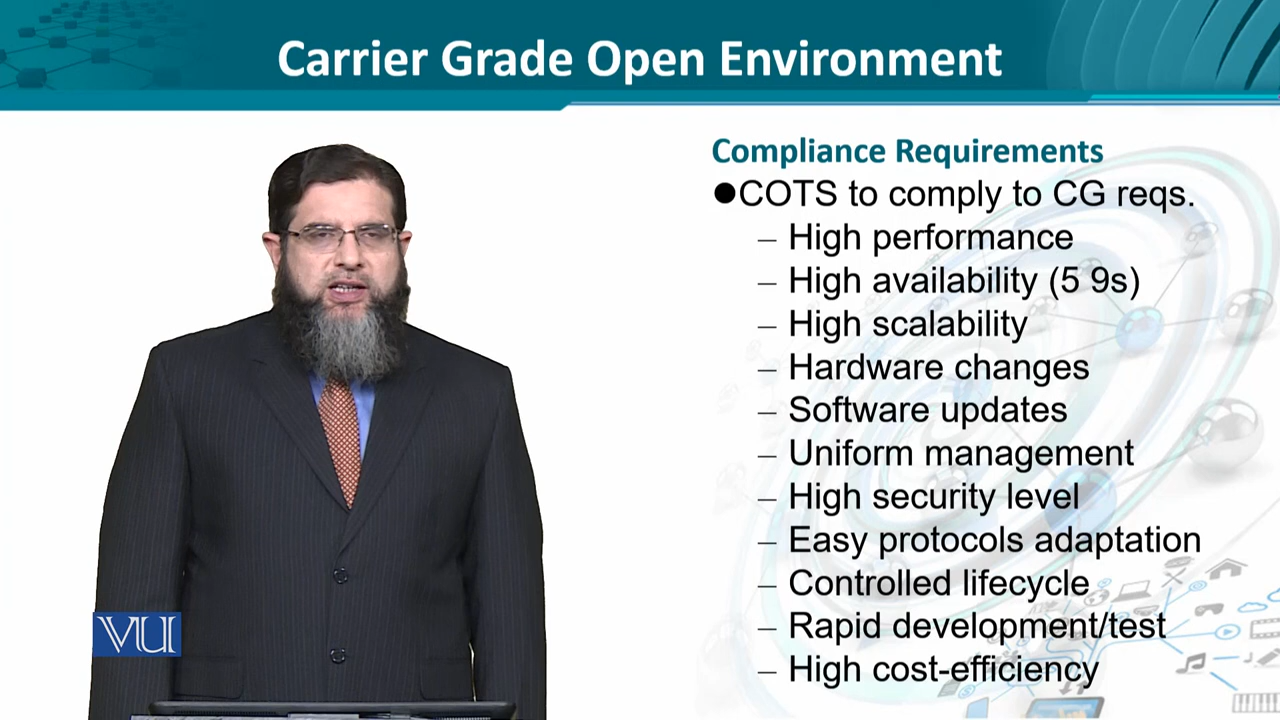 Carrier Grade Open Environment
Compliance Requirements
●COTS to comply to CG reqs.
– High performance
– High availability (5 9s)
– High scalability
– Hardware changes
– Software updates
– Uniform management
– High security level
– Easy protocols adaptation
– Controlled lifecycle
– Rapid development/test
– High cost-efficiency
VU